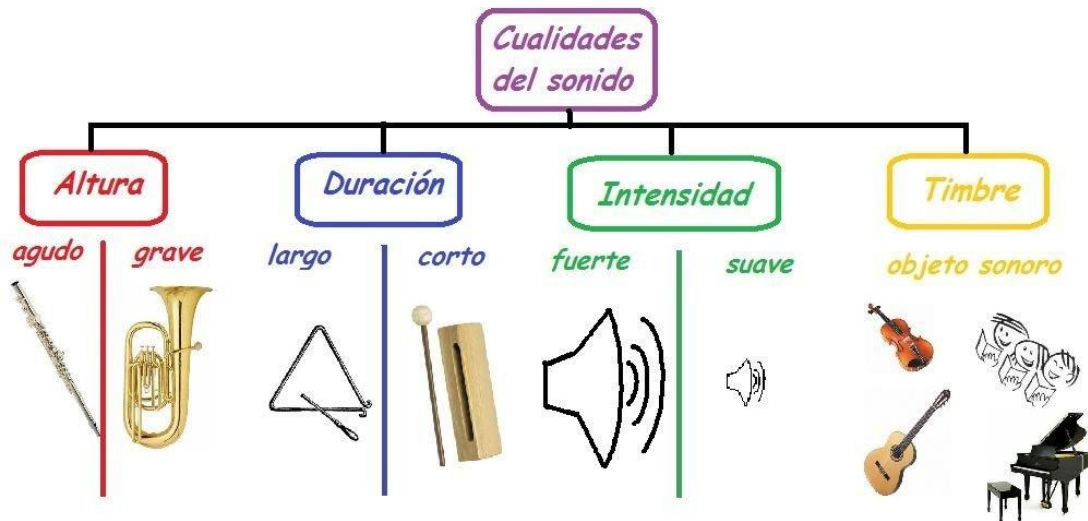 Cualidades
del sonido
Altura
Duración
Intensidad
Timbre
agudo
grave
largo
corto
fuerte
suave
objeto sonoro